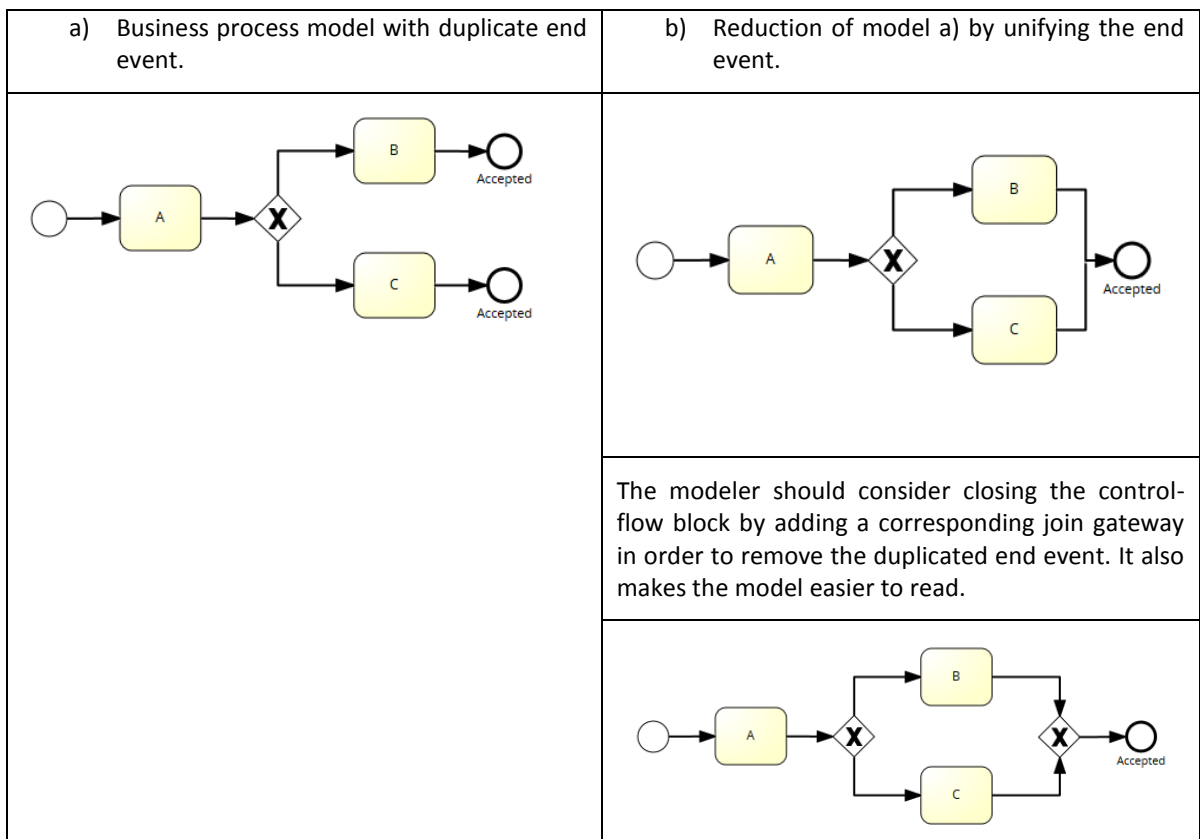 a) Business process model with duplicate end
event.
b) Reduction of model a) by unifying the end
event.
B
Accepted
A
X
C
Accepted
B
A
X
Accepted
C
The modeler should consider closing the control-
flow block by adding a corresponding join gateway
in order to remove the duplicated end event. It also
makes the model easier to read.
B
A
X
X
Accepted
C